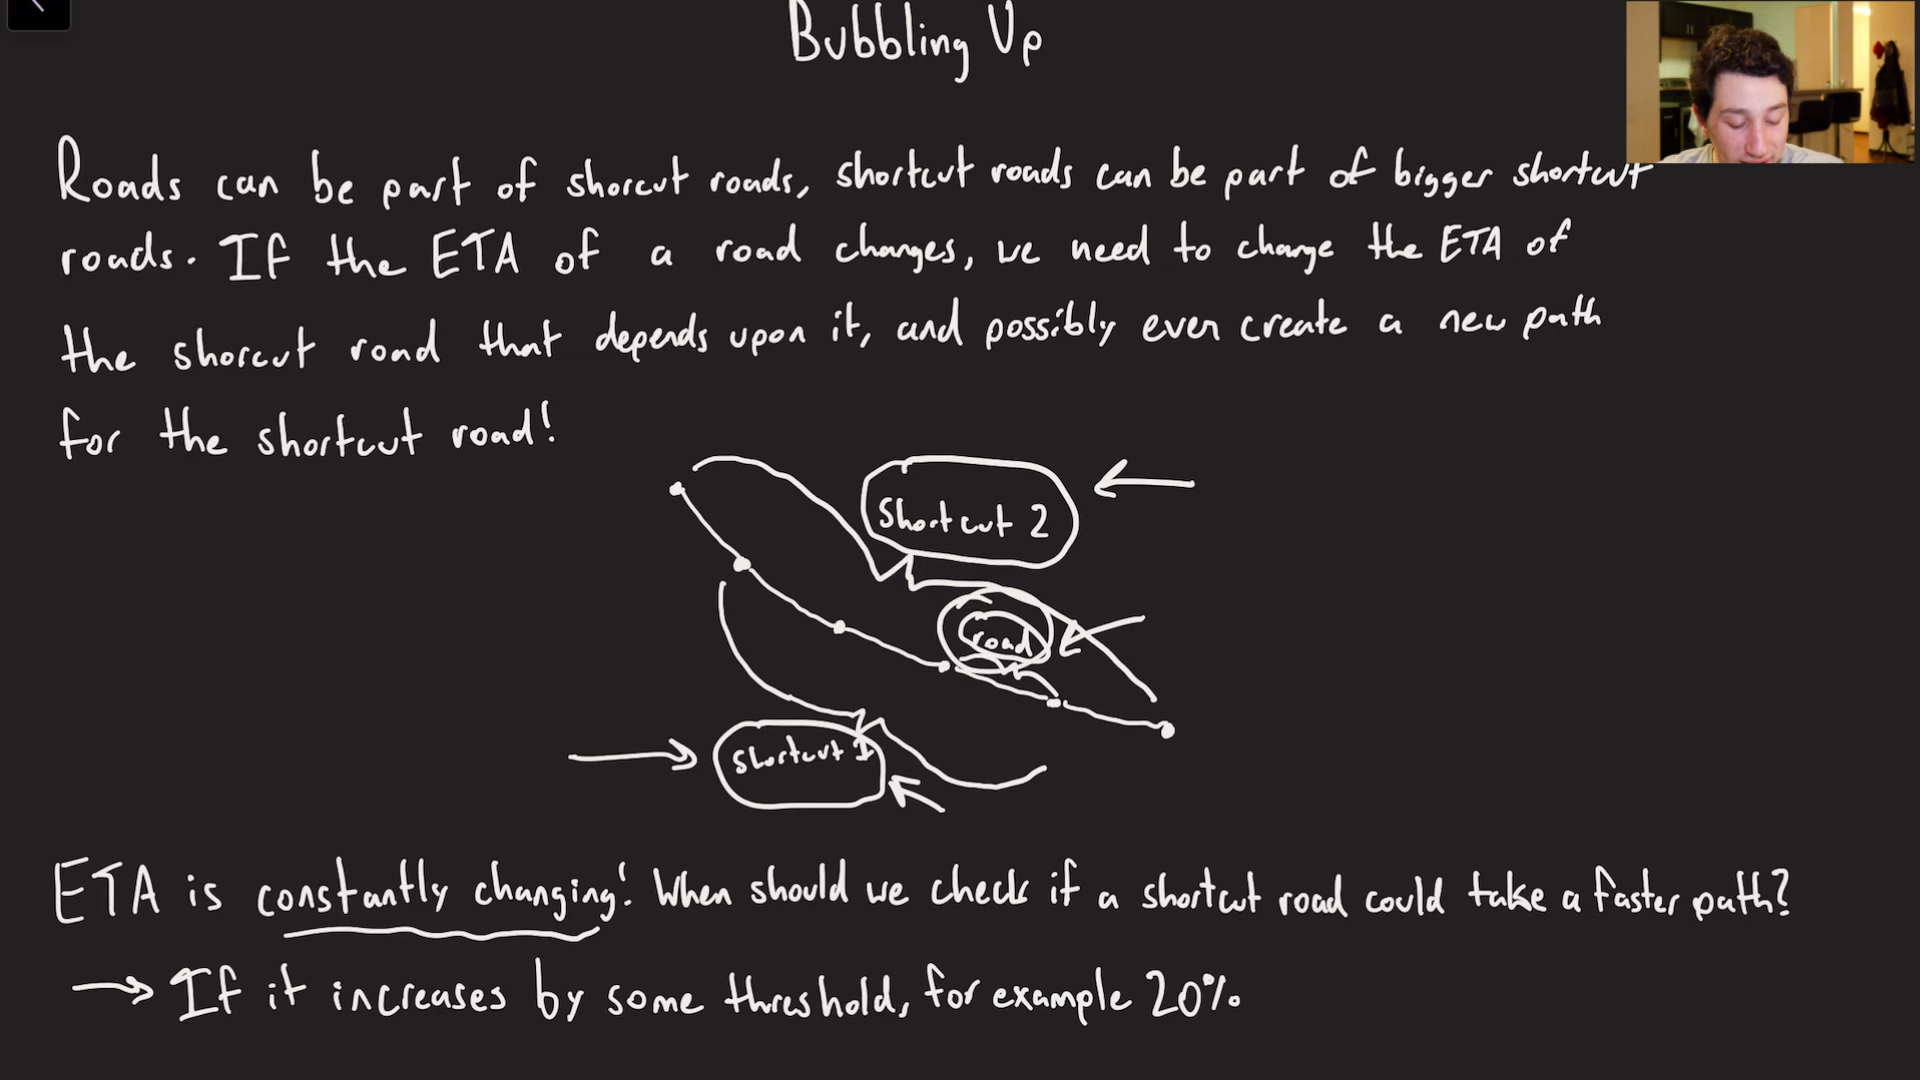 Bubbling Up
Roads can be part of shorcut roads, shortcut roads can be part of bigger shortcut
roads. If the ETA of a road changes, we need to change the ETA of
the shorcut road that depends upon it, and possibly even create a new path
for the shortcut road!
Shortcut 2
road
Shortcut 1
ETA is constantly changing! When should we check if a shortcut road could take a faster path?
→ If it increases by some threshold, for example 20%